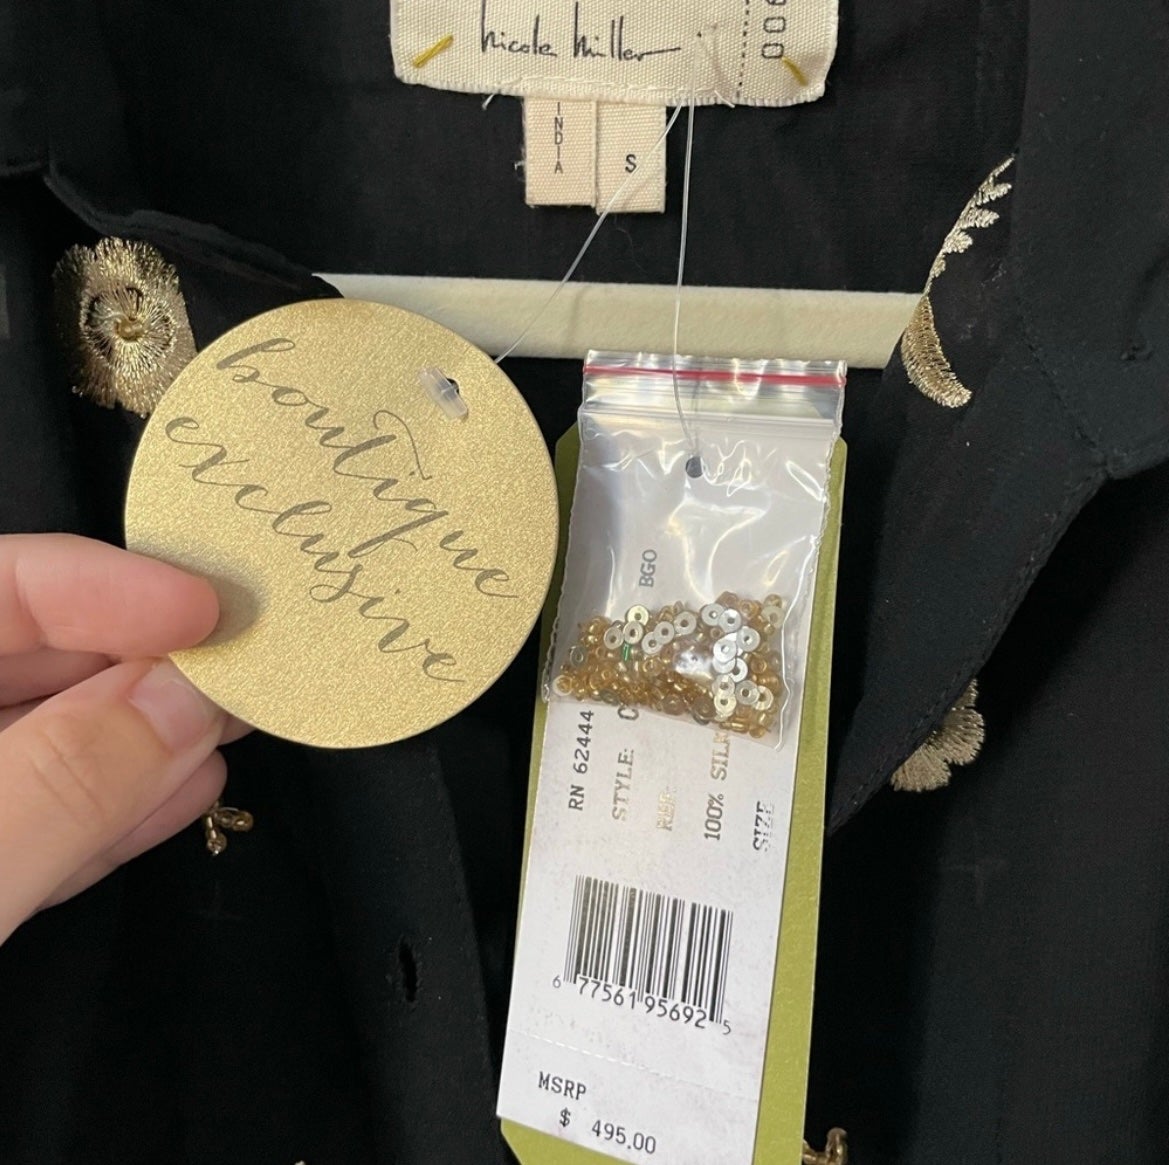 nicole miller
006
INDIA
S
boutique
exclusive
BGO
RN 62444
STYLE: C
100% SILK
SIZE
6 77561 95692 5
MSRP
$ 495.00